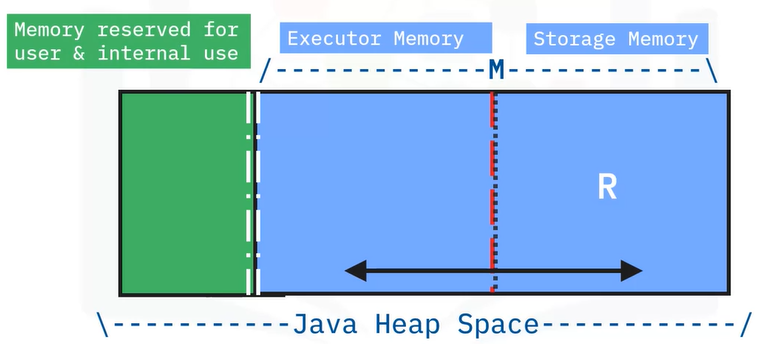 Memory reserved for
user & internal use
Executor Memory
Storage Memory
M
R
Java Heap Space